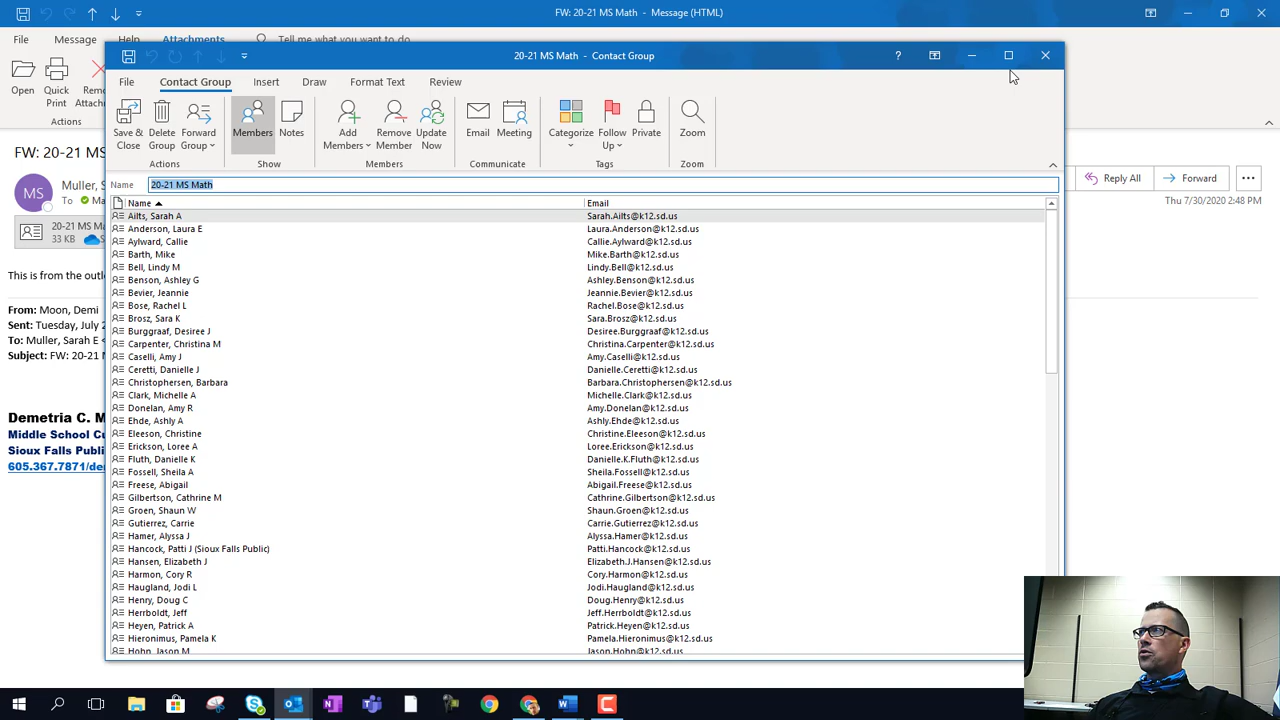 FW: 20-21 MS Math - Message (HTML)
File Message Attachments Tell me what you want to do
20-21 MS Math - Contact Group
File Contact Group Insert Draw Format Text Review
Open Quick Print Actions
Save & Close Delete Group Forward Group Members Notes Add Members Remove Member Update Now Email Meeting Categorize Follow Up Private Zoom
Actions Show Members Communicate Tags Zoom
FW: 20-21 MS
Name 20-21 MS Math
Reply All Forward
MS
Muller, S
To
Thu 7/30/2020 2:48 PM
20-21 MS Ma
33 KB
This is from the outl
From: Moon, Demi
Sent: Tuesday, July 2
To: Muller, Sarah E <
Subject: FW: 20-21 M
Demetria C. M
Middle School Cu
Sioux Falls Publi
605.367.7871/de
Name Email
Ailts, Sarah A Sarah.Ailts@k12.sd.us
Anderson, Laura E Laura.Anderson@k12.sd.us
Aylward, Callie Callie.Aylward@k12.sd.us
Barth, Mike Mike.Barth@k12.sd.us
Bell, Lindy M Lindy.Bell@k12.sd.us
Benson, Ashley G Ashley.Benson@k12.sd.us
Bevier, Jeannie Jeannie.Bevier@k12.sd.us
Bose, Rachel L Rachel.Bose@k12.sd.us
Brosz, Sara K Sara.Brosz@k12.sd.us
Burggraaf, Desiree J Desiree.Burggraaf@k12.sd.us
Carpenter, Christina M Christina.Carpenter@k12.sd.us
Caselli, Amy J Amy.Caselli@k12.sd.us
Ceretti, Danielle J Danielle.Ceretti@k12.sd.us
Christophersen, Barbara Barbara.Christophersen@k12.sd.us
Clark, Michelle A Michelle.Clark@k12.sd.us
Donelan, Amy R Amy.Donelan@k12.sd.us
Ehde, Ashly A Ashly.Ehde@k12.sd.us
Eleeson, Christine Christine.Eleeson@k12.sd.us
Erickson, Loree A Loree.Erickson@k12.sd.us
Fluth, Danielle K Danielle.K.Fluth@k12.sd.us
Fossell, Sheila A Sheila.Fossell@k12.sd.us
Freese, Abigail Abigail.Freese@k12.sd.us
Gilbertson, Cathrine M Cathrine.Gilbertson@k12.sd.us
Groen, Shaun W Shaun.Groen@k12.sd.us
Gutierrez, Carrie Carrie.Gutierrez@k12.sd.us
Hamer, Alyssa J Alyssa.Hamer@k12.sd.us
Hancock, Patti J (Sioux Falls Public) Patti.Hancock@k12.sd.us
Hansen, Elizabeth J Elizabeth.J.Hansen@k12.sd.us
Harmon, Cory R Cory.Harmon@k12.sd.us
Haugland, Jodi L Jodi.Haugland@k12.sd.us
Henry, Doug C Doug.Henry@k12.sd.us
Herrboldt, Jeff Jeff.Herrboldt@k12.sd.us
Heyen, Patrick A Patrick.Heyen@k12.sd.us
Hieronimus, Pamela K Pamela.Hieronimus@k12.sd.us
Hohn, Jason M Jason.Hohn@k12.sd.us